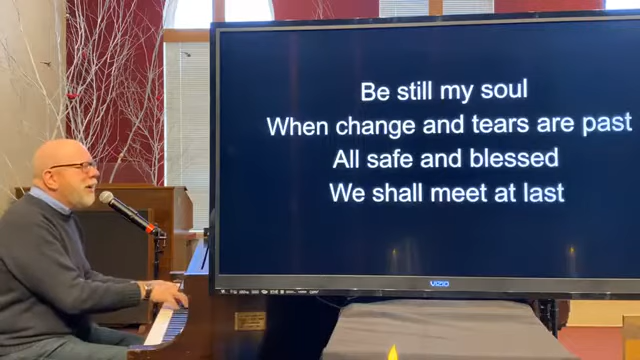 Be still my soul
When change and tears are past
All safe and blessed
We shall meet at last
VIZIO